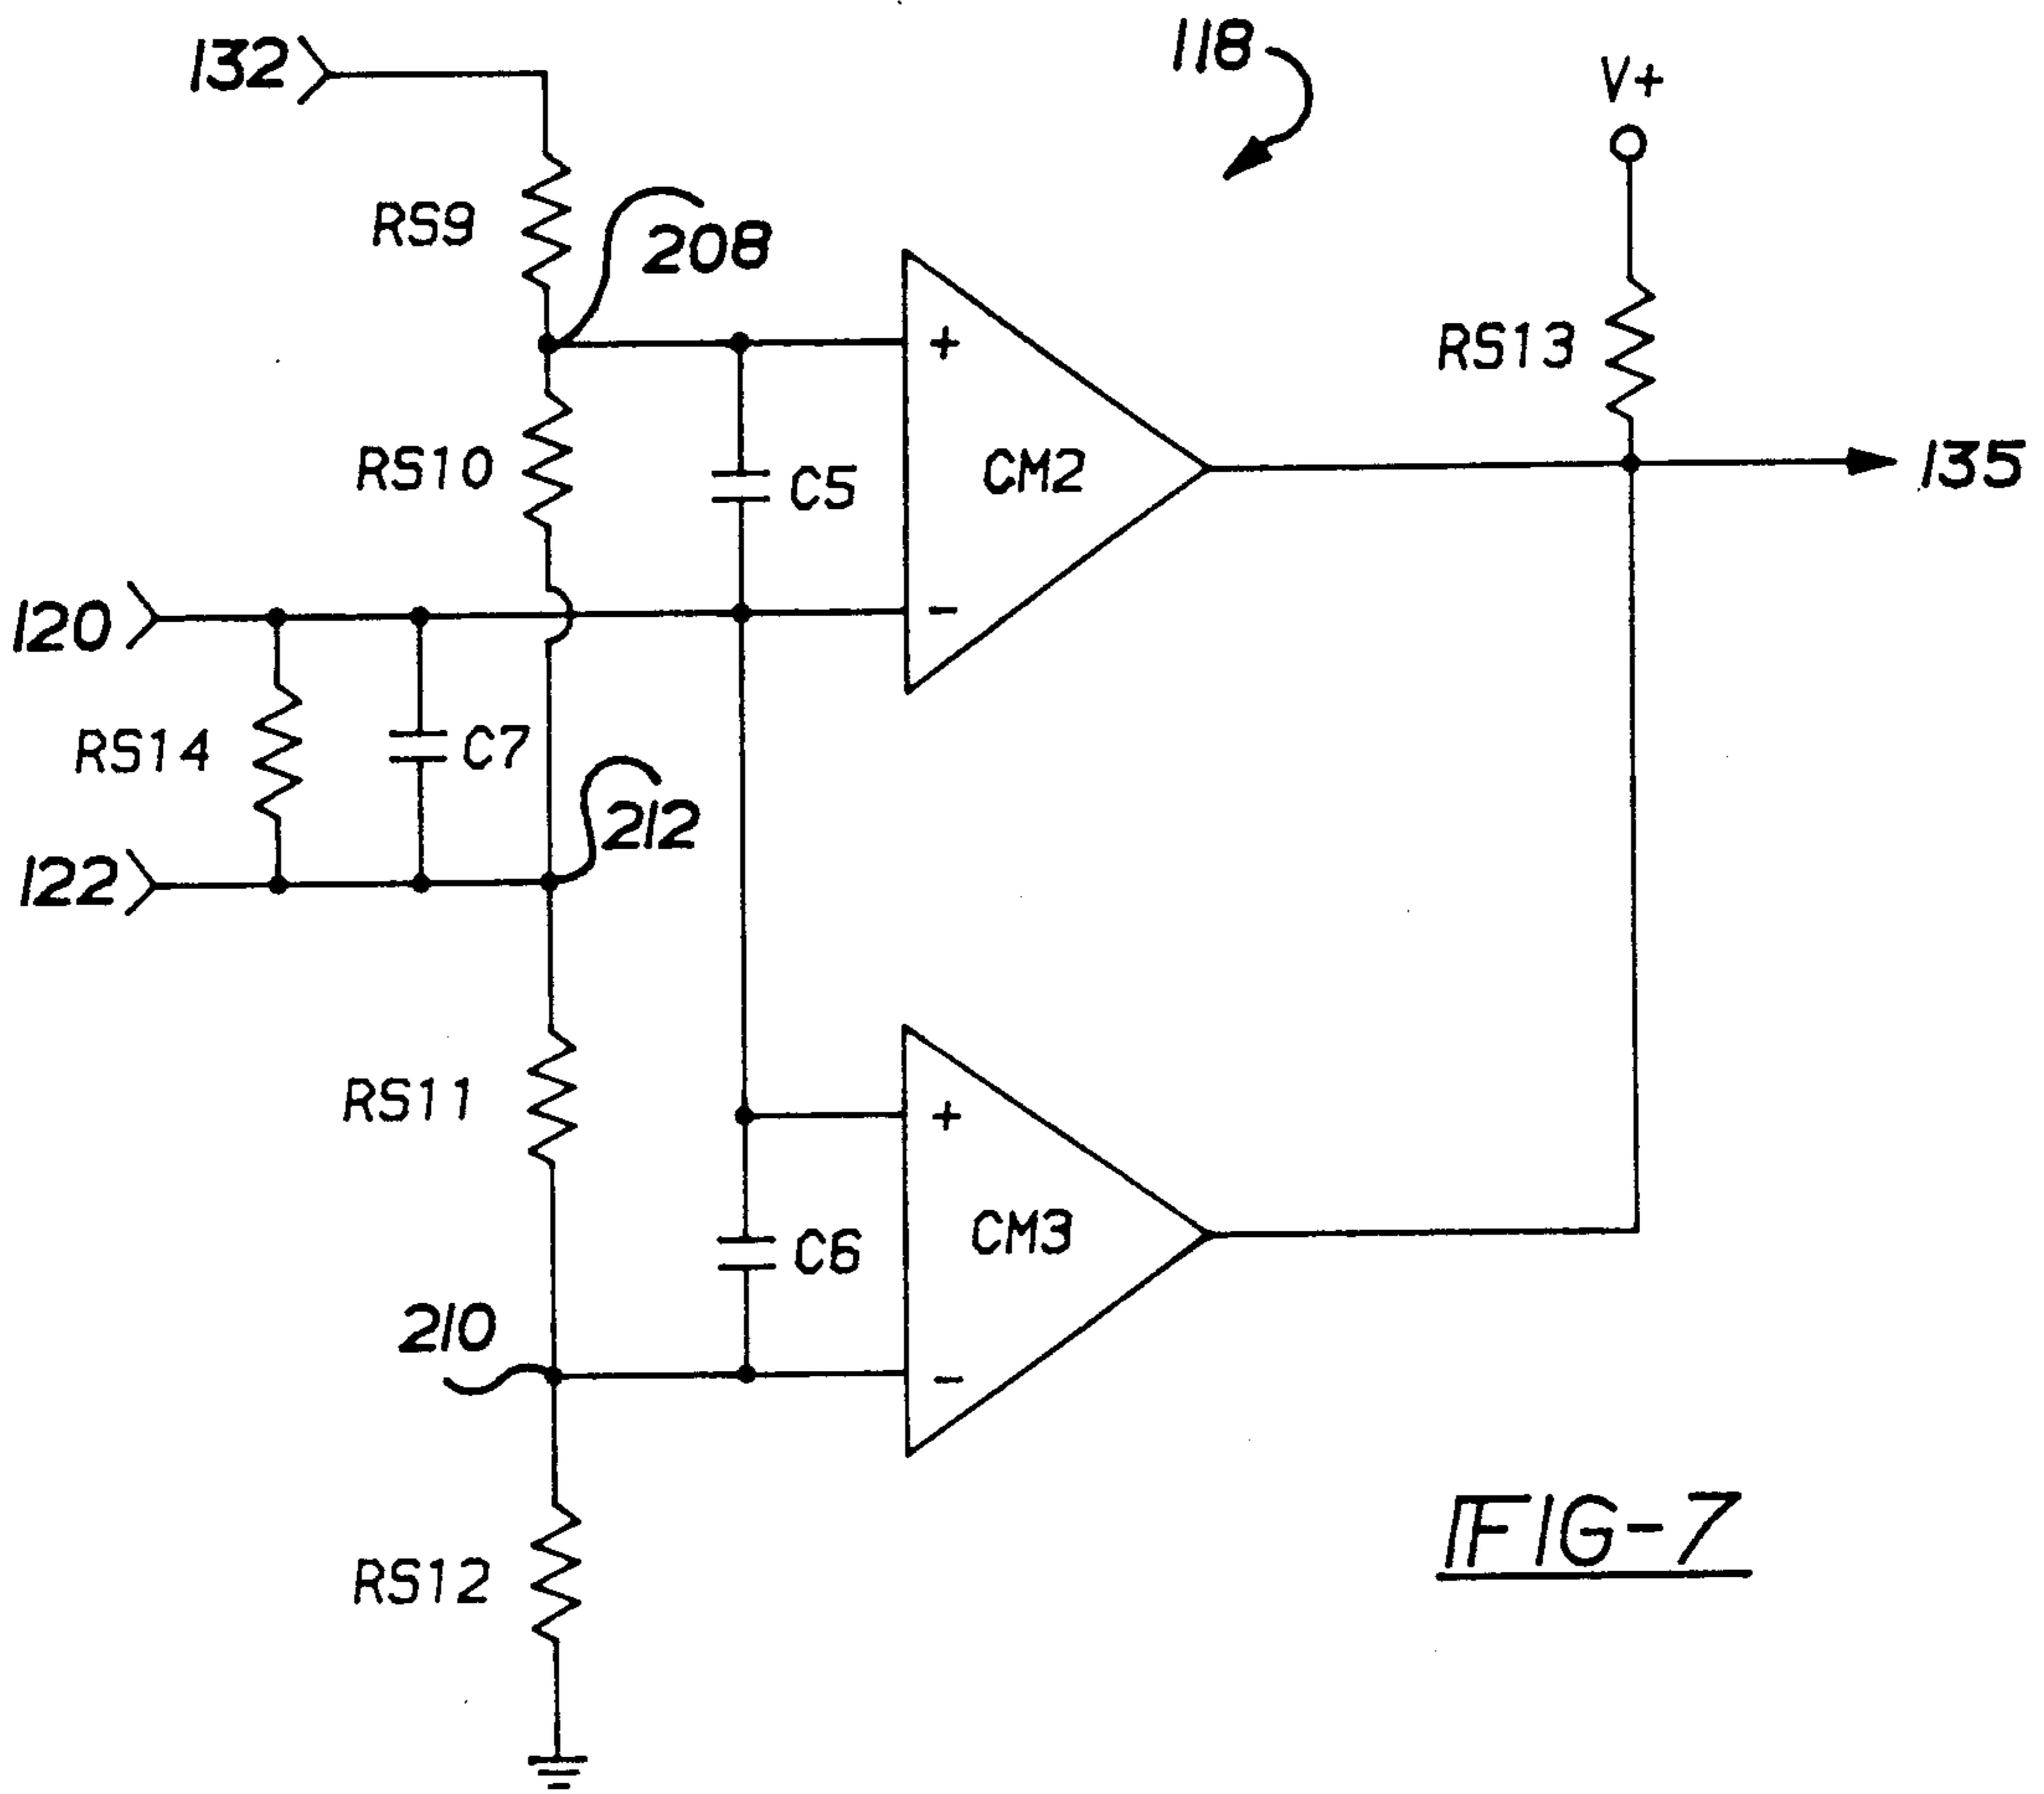 132
118
V+
RS9
208
+
RS13
RS10
C5
CM2
135
120
-
RS14
C7
212
122
RS11
+
C6
CM3
210
-
FIG-7
RS12